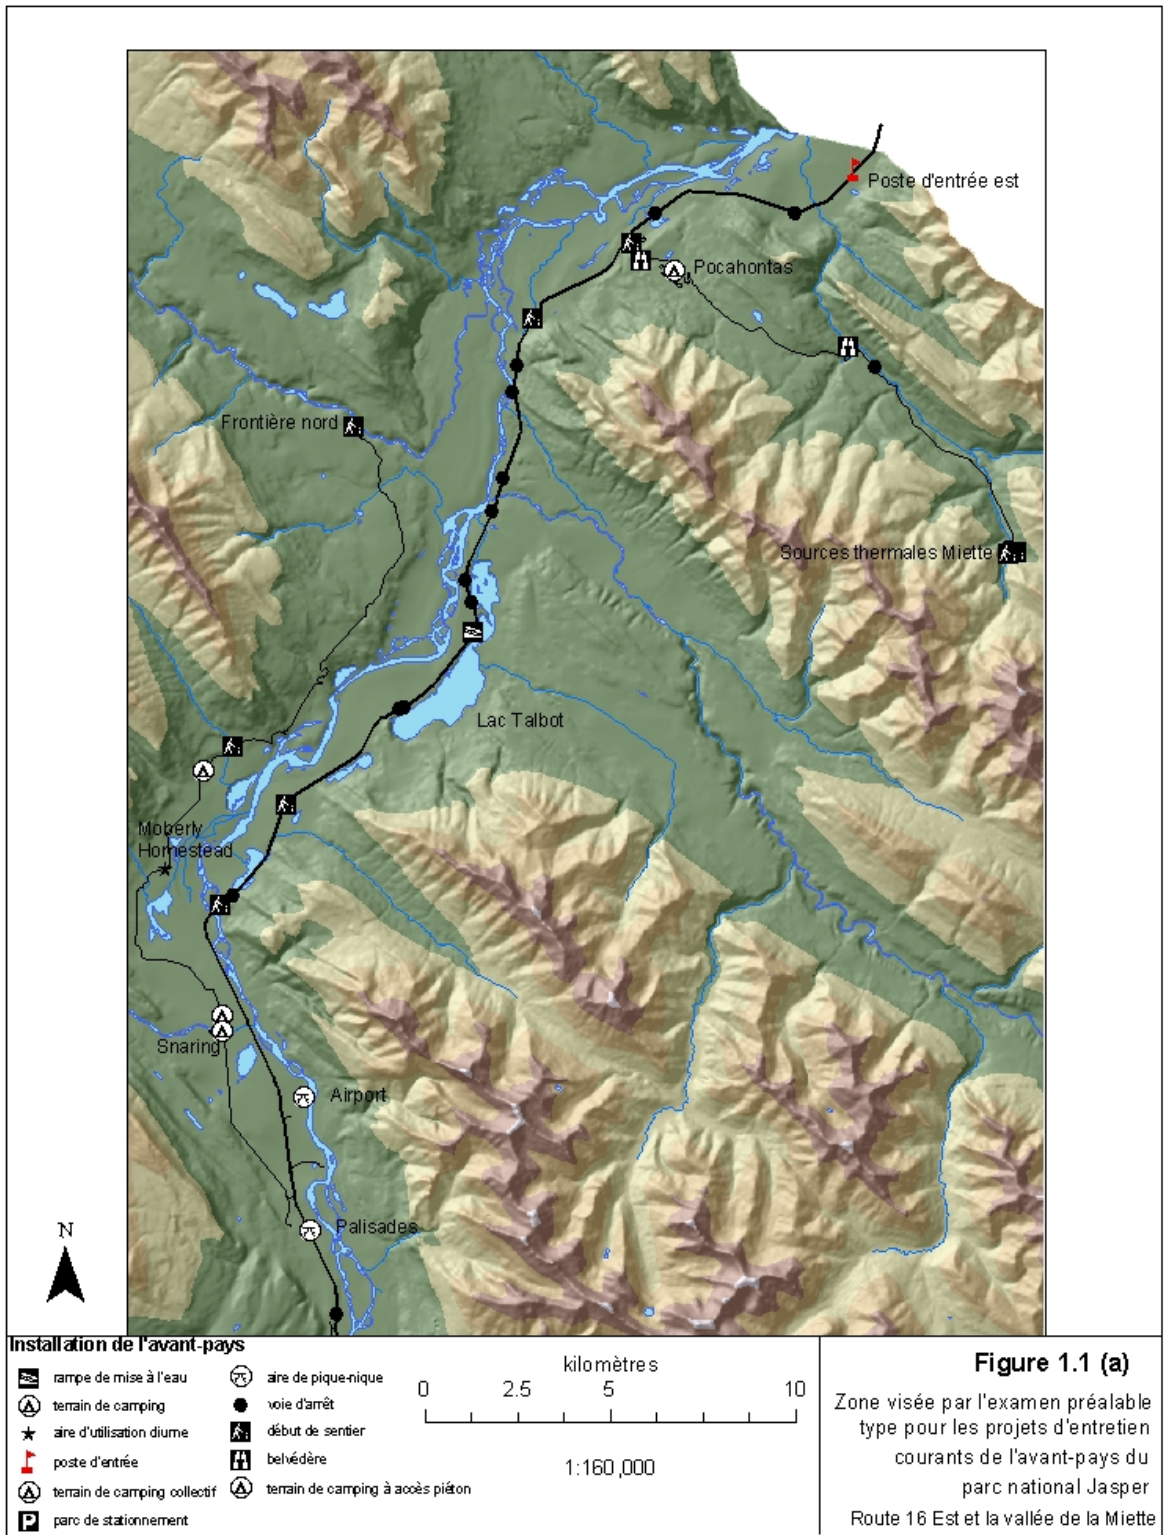 Poste d'entrée est
Pocahontas
Frontière nord
Sources thermales Miette
Lac Talbot
Moberly
Homestead
Snaring
Airport
Palisades
N
Installation de l'avant-pays
rampe de mise à l'eau
terrain de camping
aire d'utilisation diurne
poste d'entrée
terrain de camping collectif
P parc de stationnement
aire de pique-nique
voie d'arrêt
début de sentier
belvédère
terrain de camping à accès piéton
kilomètres
0 2.5 5 10
1:160,000
Figure 1.1 (a)
Zone visée par l'examen préalable
type pour les projets d'entretien
courants de l'avant-pays du
parc national Jasper
Route 16 Est et la vallée de la Miette